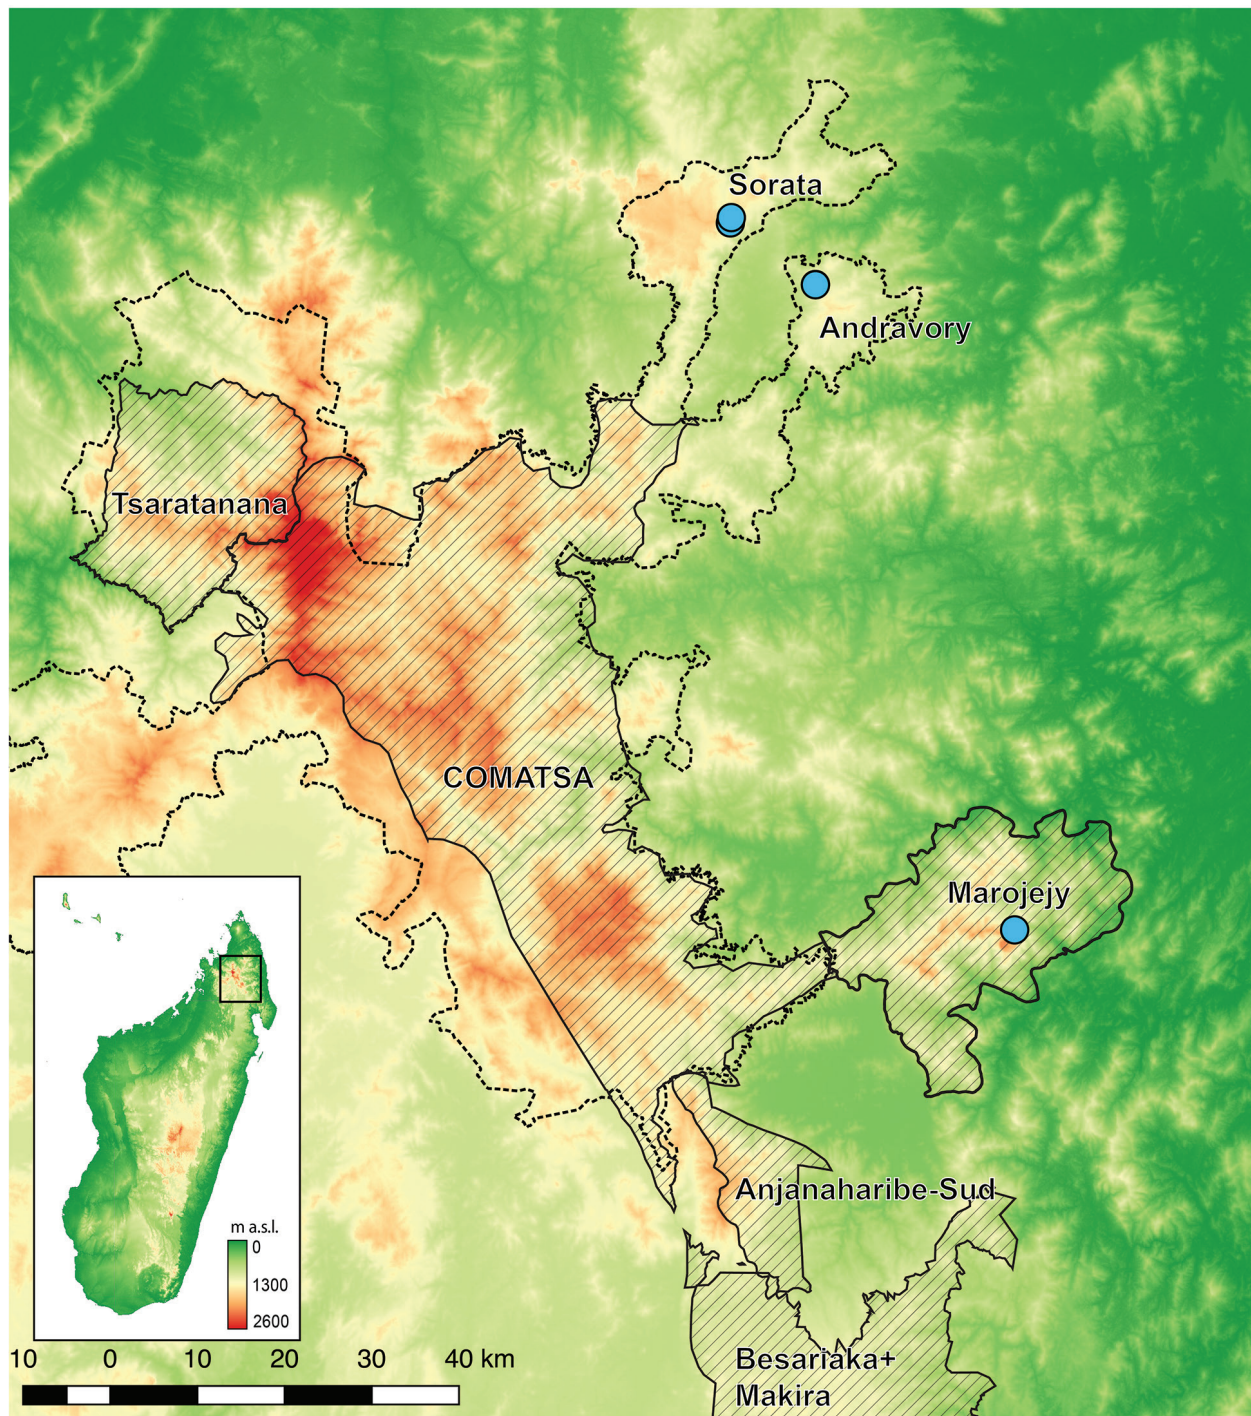 Sorata
Andravory
Tsaratanana
COMATSA
Marojejy
Anjanaharibe-Sud
m a.s.l.
0
1300
2600
10 0 10 20 30 40 km
Besariaka+
Makira